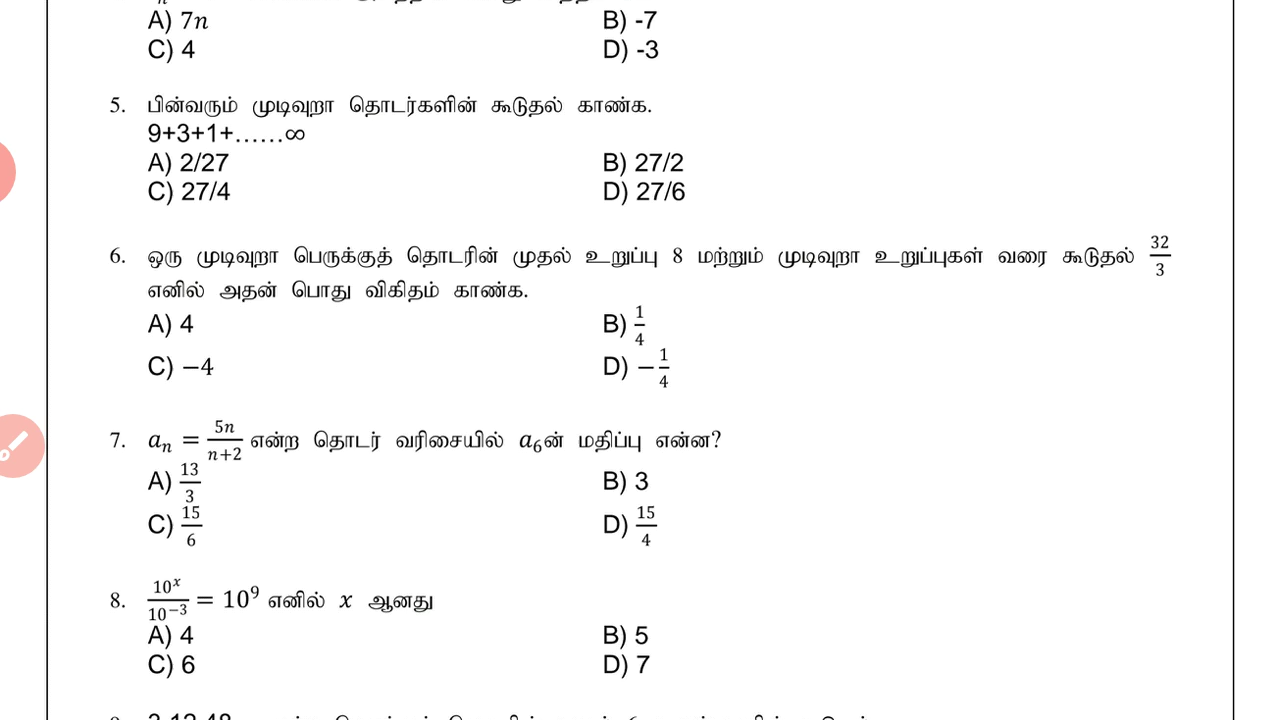 A) 7n B) -7
C) 4 D) -3
5. பின்வரும் முடிவுறா தொடர்களின் கூடுதல் காண்க.
9+3+1+……∞
A) 2/27 B) 27/2
C) 27/4 D) 27/6
6. ஒரு முடிவுறா பெருக்குத் தொடரின் முதல் உறுப்பு 8 மற்றும் முடிவுறா உறுப்புகள் வரை கூடுதல் 32/3
எனில் அதன் பொது விகிதம் காண்க.
A) 4 B) 1/4
C) −4 D) −1/4
7. aₙ = 5n/n+2 என்ற தொடர் வரிசையில் a₆ன் மதிப்பு என்ன?
A) 13/3 B) 3
C) 15/6 D) 15/4
8. 10ˣ/10⁻³ = 10⁹ எனில் x ஆனது
A) 4 B) 5
C) 6 D) 7